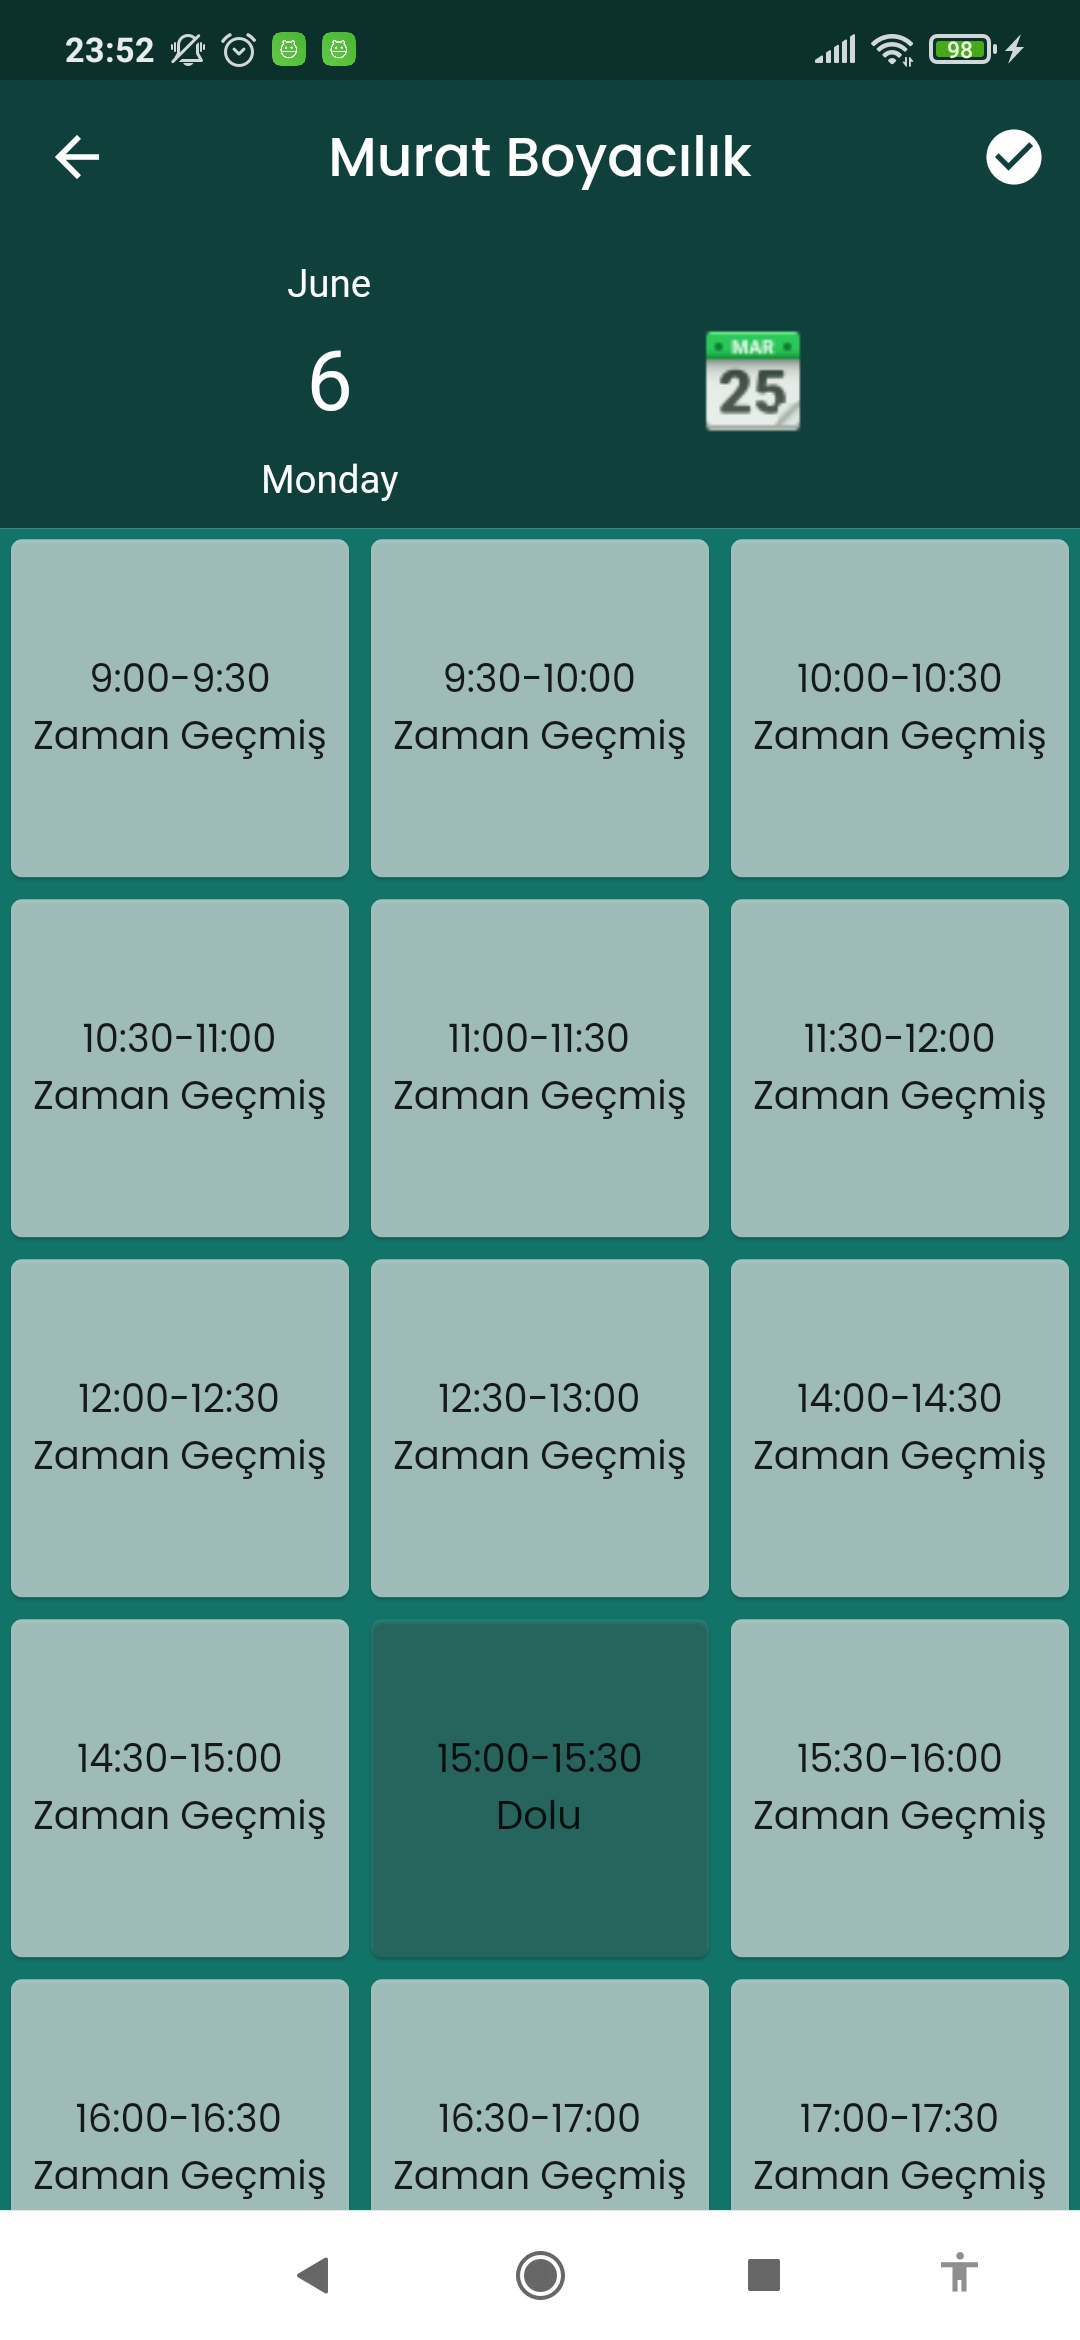 23:52
98
Murat Boyacılık
June
6
Monday
MAR
25
9:00-9:30
Zaman Geçmiş
9:30-10:00
Zaman Geçmiş
10:00-10:30
Zaman Geçmiş
10:30-11:00
Zaman Geçmiş
11:00-11:30
Zaman Geçmiş
11:30-12:00
Zaman Geçmiş
12:00-12:30
Zaman Geçmiş
12:30-13:00
Zaman Geçmiş
14:00-14:30
Zaman Geçmiş
14:30-15:00
Zaman Geçmiş
15:00-15:30
Dolu
15:30-16:00
Zaman Geçmiş
16:00-16:30
Zaman Geçmiş
16:30-17:00
Zaman Geçmiş
17:00-17:30
Zaman Geçmiş